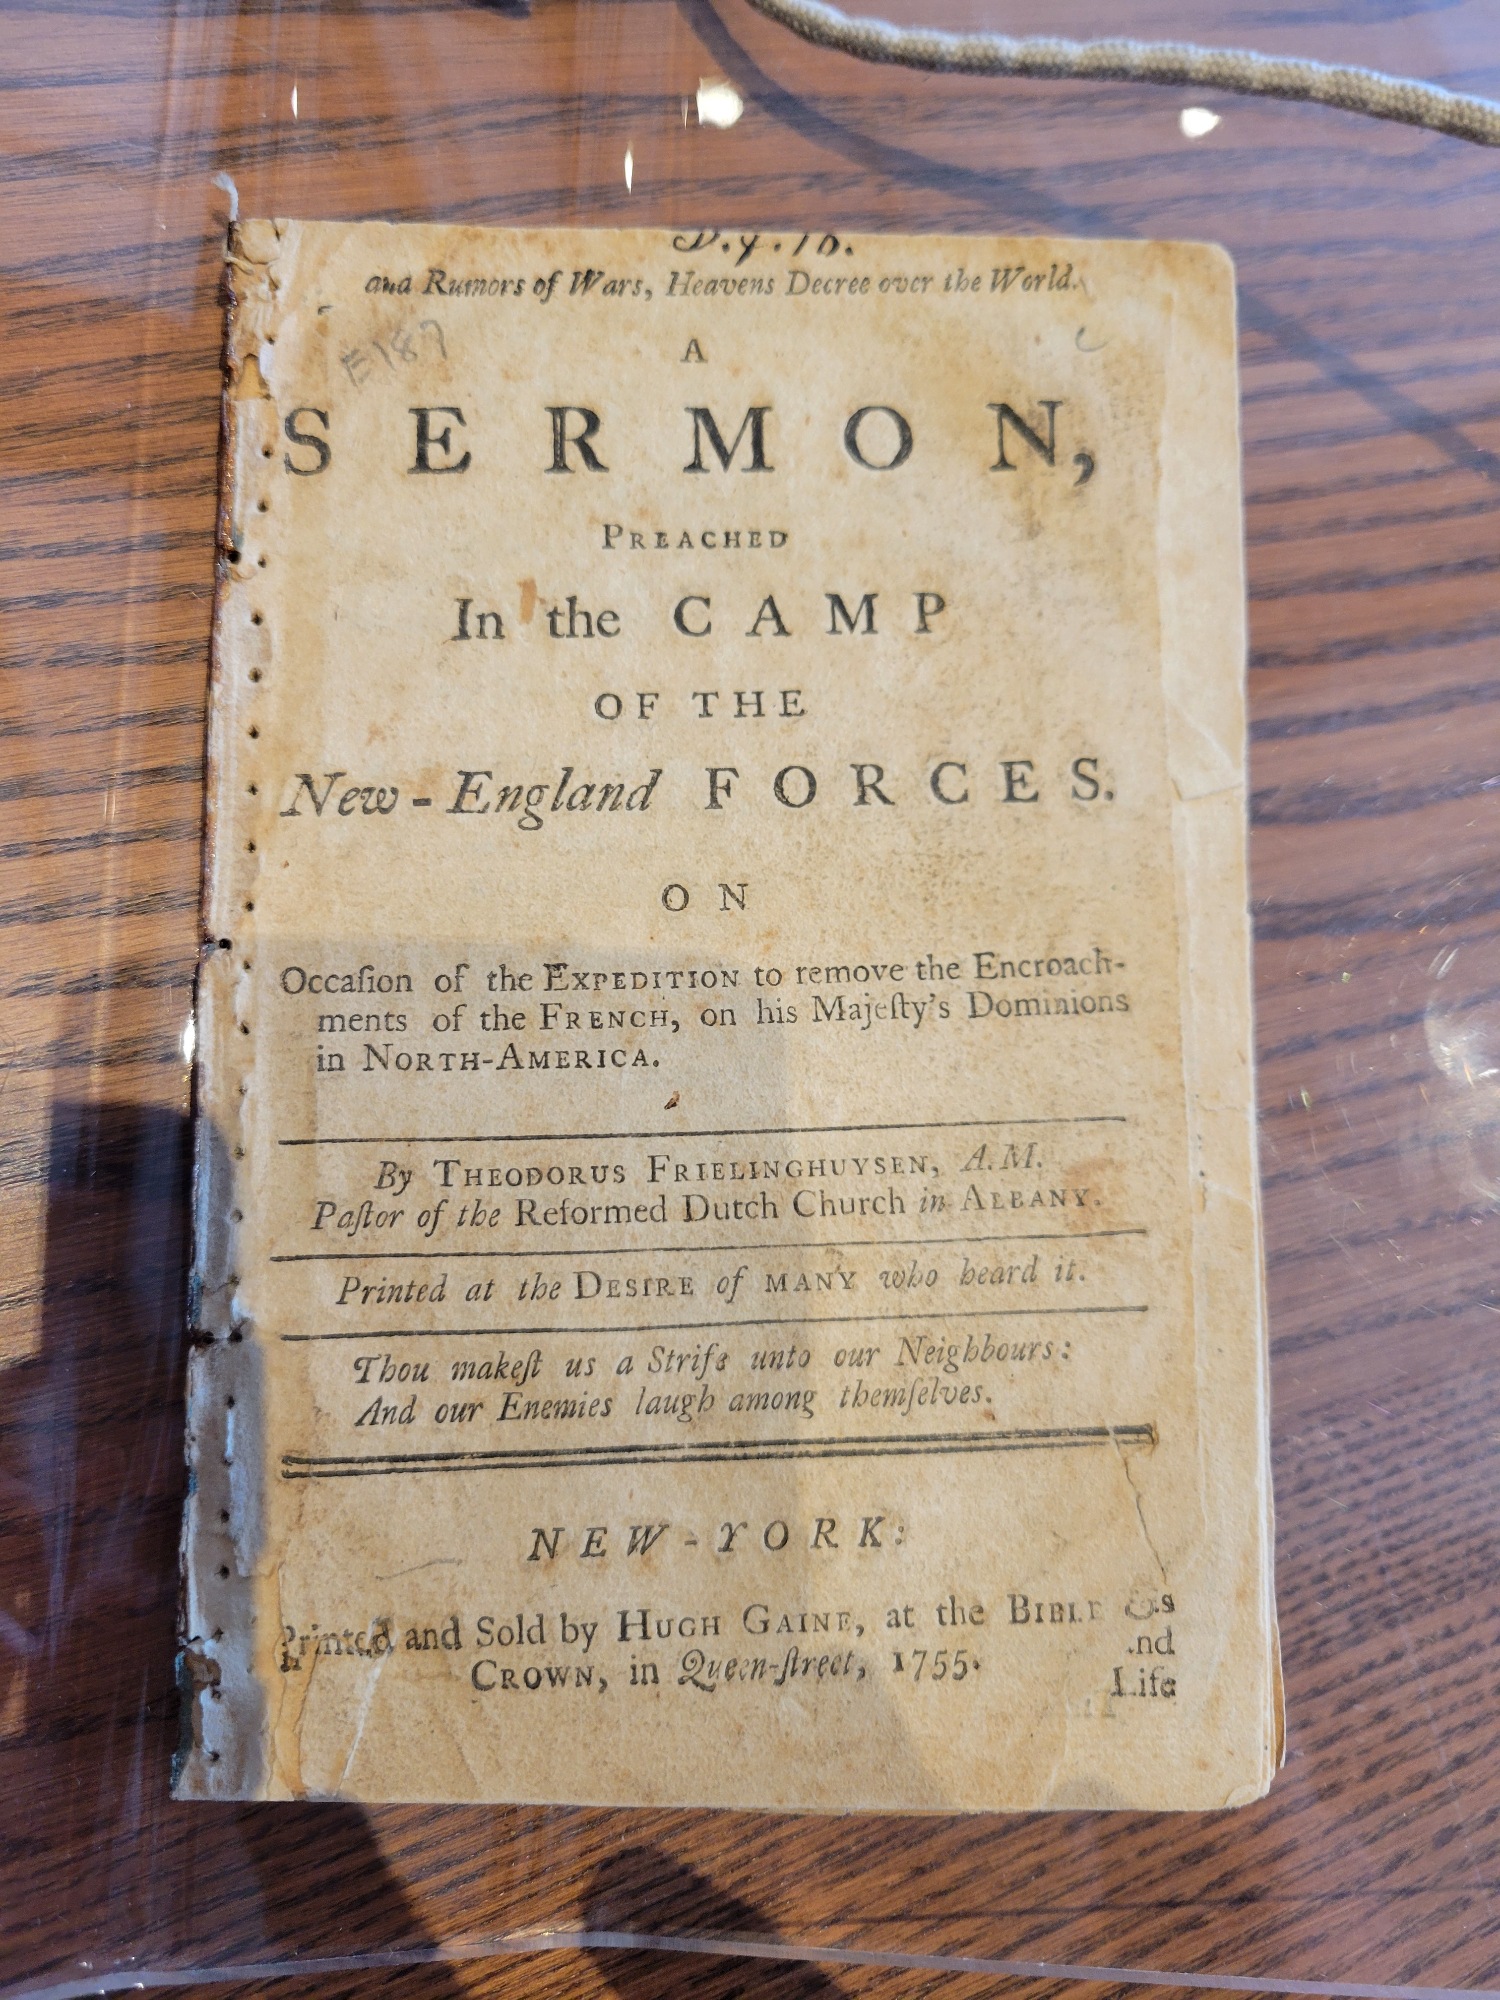 and Rumors of Wars, Heavens Decree over the World.
E187
A
SERMON,
PREACHED
In the CAMP
OF THE
New-England FORCES.
ON
Occaſion of the EXPEDITION to remove the Encroach-
ments of the FRENCH, on his Majeſty's Dominions
in NORTH-AMERICA.
By THEODORUS FRIELINGHUYSEN, A.M.
Paſtor of the Reformed Dutch Church in ALBANY.
Printed at the DESIRE of MANY who heard it.
Thou makeſt us a Strife unto our Neighbours:
And our Enemies laugh among themſelves.
NEW-YORK:
Printed and Sold by HUGH GAINE, at the BIBLE &
CROWN, in Queen-ſtreet, 1755.
Life